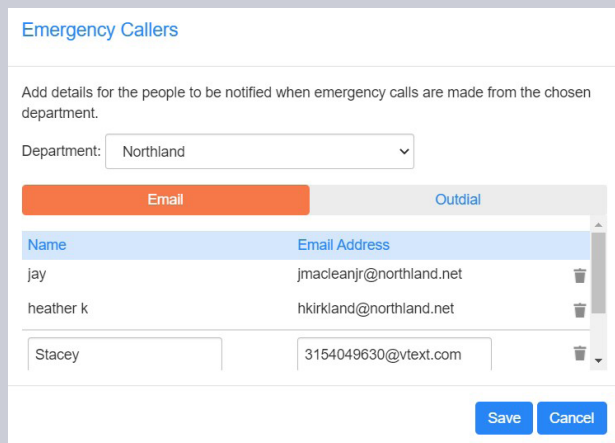 Emergency Callers
Add details for the people to be notified when emergency calls are made from the chosen
department.
Department: Northland
Email Outdial
Name Email Address
jay jmacleanjr@northland.net
heather k hkirkland@northland.net
Stacey 3154049630@vtext.com
Save Cancel